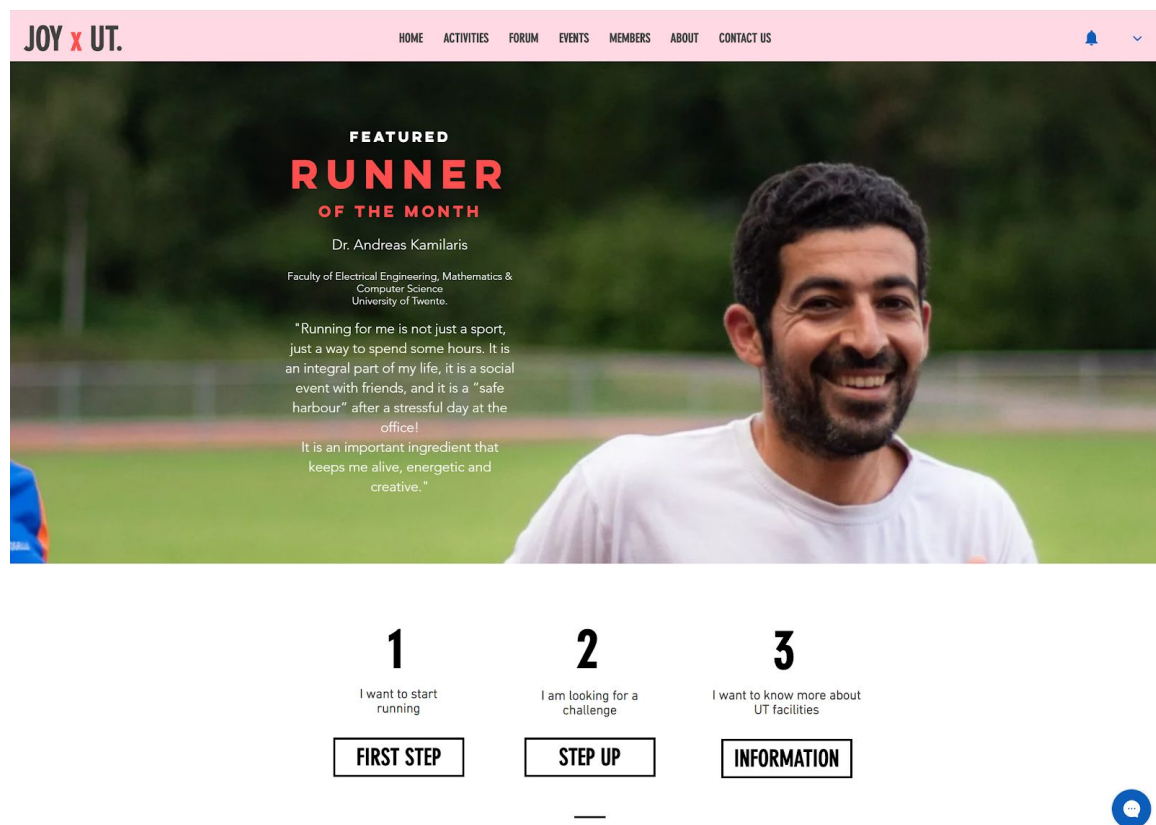 JOY x UT.
HOME ACTIVITIES FORUM EVENTS MEMBERS ABOUT CONTACT US
FEATURED
RUNNER
OF THE MONTH
Dr. Andreas Kamilaris
Faculty of Electrical Engineering, Mathematics &
Computer Science
University of Twente.
"Running for me is not just a sport,
just a way to spend some hours. It is
an integral part of my life, it is a social
event with friends, and it is a “safe
harbour” after a stressful day at the
office!
It is an important ingredient that
keeps me alive, energetic and
creative."
1
I want to start
running
FIRST STEP
2
I am looking for a
challenge
STEP UP
3
I want to know more about
UT facilities
INFORMATION